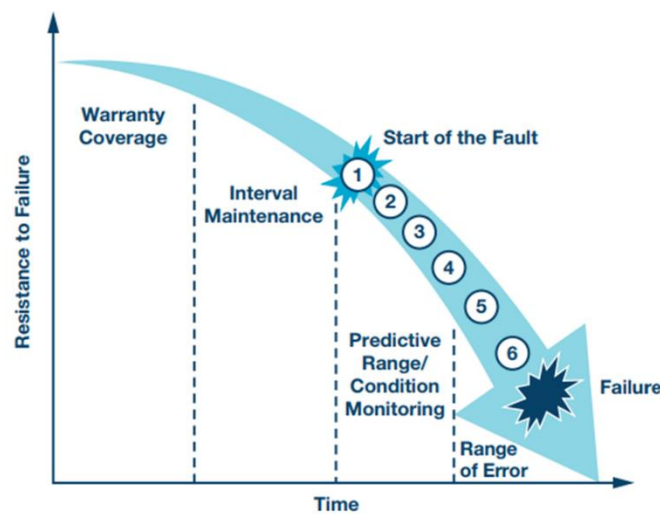 Warranty
Coverage
Start of the Fault
1
Interval
Maintenance
2
3
4
5
6
Predictive
Range/
Condition
Monitoring
Failure
Range
of Error
Resistance to Failure
Time